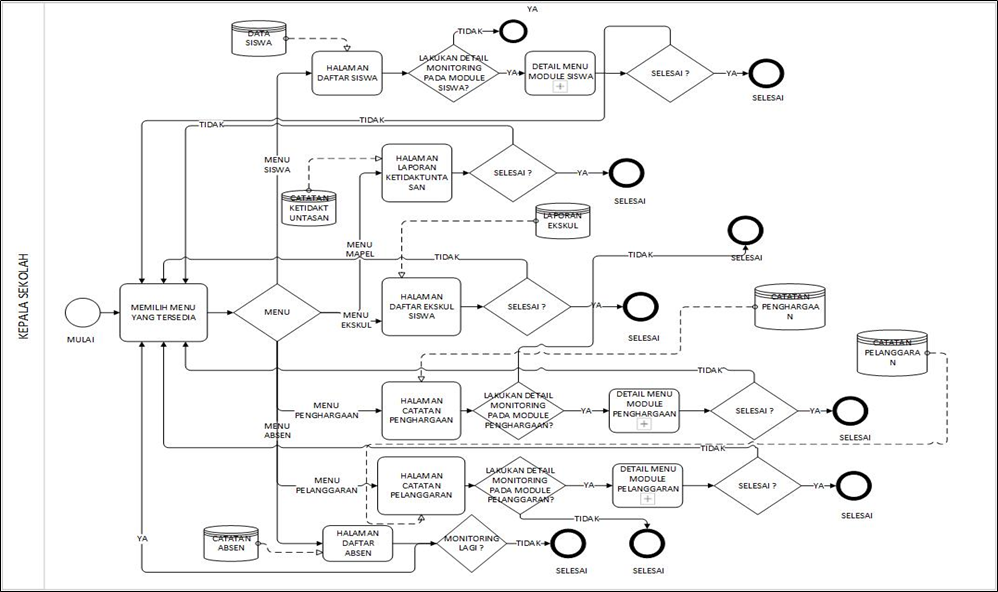 KEPALA SEKOLAH
YA
DATA
SISWA
TIDAK
HALAMAN
DAFTAR SISWA
LAKUKAN DETAIL
MONITORING
PADA MODULE
SISWA?
YA
DETAIL MENU
MODULE SISWA
SELESAI ?
YA
SELESAI
TIDAK
TIDAK
MENU
SISWA
HALAMAN
LAPORAN
KETIDAKTUNTA
SAN
SELESAI ?
YA
SELESAI
CATATAN
KETIDAKT
UNTASAN
LAPORAN
EKSKUL
MENU
MAPEL
TIDAK
TIDAK
SELESAI
MULAI
MEMILIH MENU
YANG TERSEDIA
MENU
MENU
EKSKUL
HALAMAN
DAFTAR EKSKUL
SISWA
SELESAI ?
YA
SELESAI
CATATAN
PENGHARGAA
N
CATATAN
PELANGGARA
N
TIDAK
MENU
PENGHARGAAN
MENU
ABSEN
HALAMAN
CATATAN
PENGHARGAAN
LAKUKAN DETAIL
MONITORING
PADA MODULE
PENGHARGAAN?
YA
DETAIL MENU
MODULE
PENGHARGAAN
SELESAI ?
YA
SELESAI
TIDAK
MENU
PELANGGARAN
HALAMAN
CATATAN
PELANGGARAN
LAKUKAN DETAIL
MONITORING
PADA MODULE
PELANGGARAN?
YA
DETAIL MENU
MODULE
PELANGGARAN
SELESAI ?
YA
SELESAI
TIDAK
YA
CATATAN
ABSEN
HALAMAN
DAFTAR
ABSEN
MONITORING
LAGI ?
TIDAK
SELESAI
SELESAI